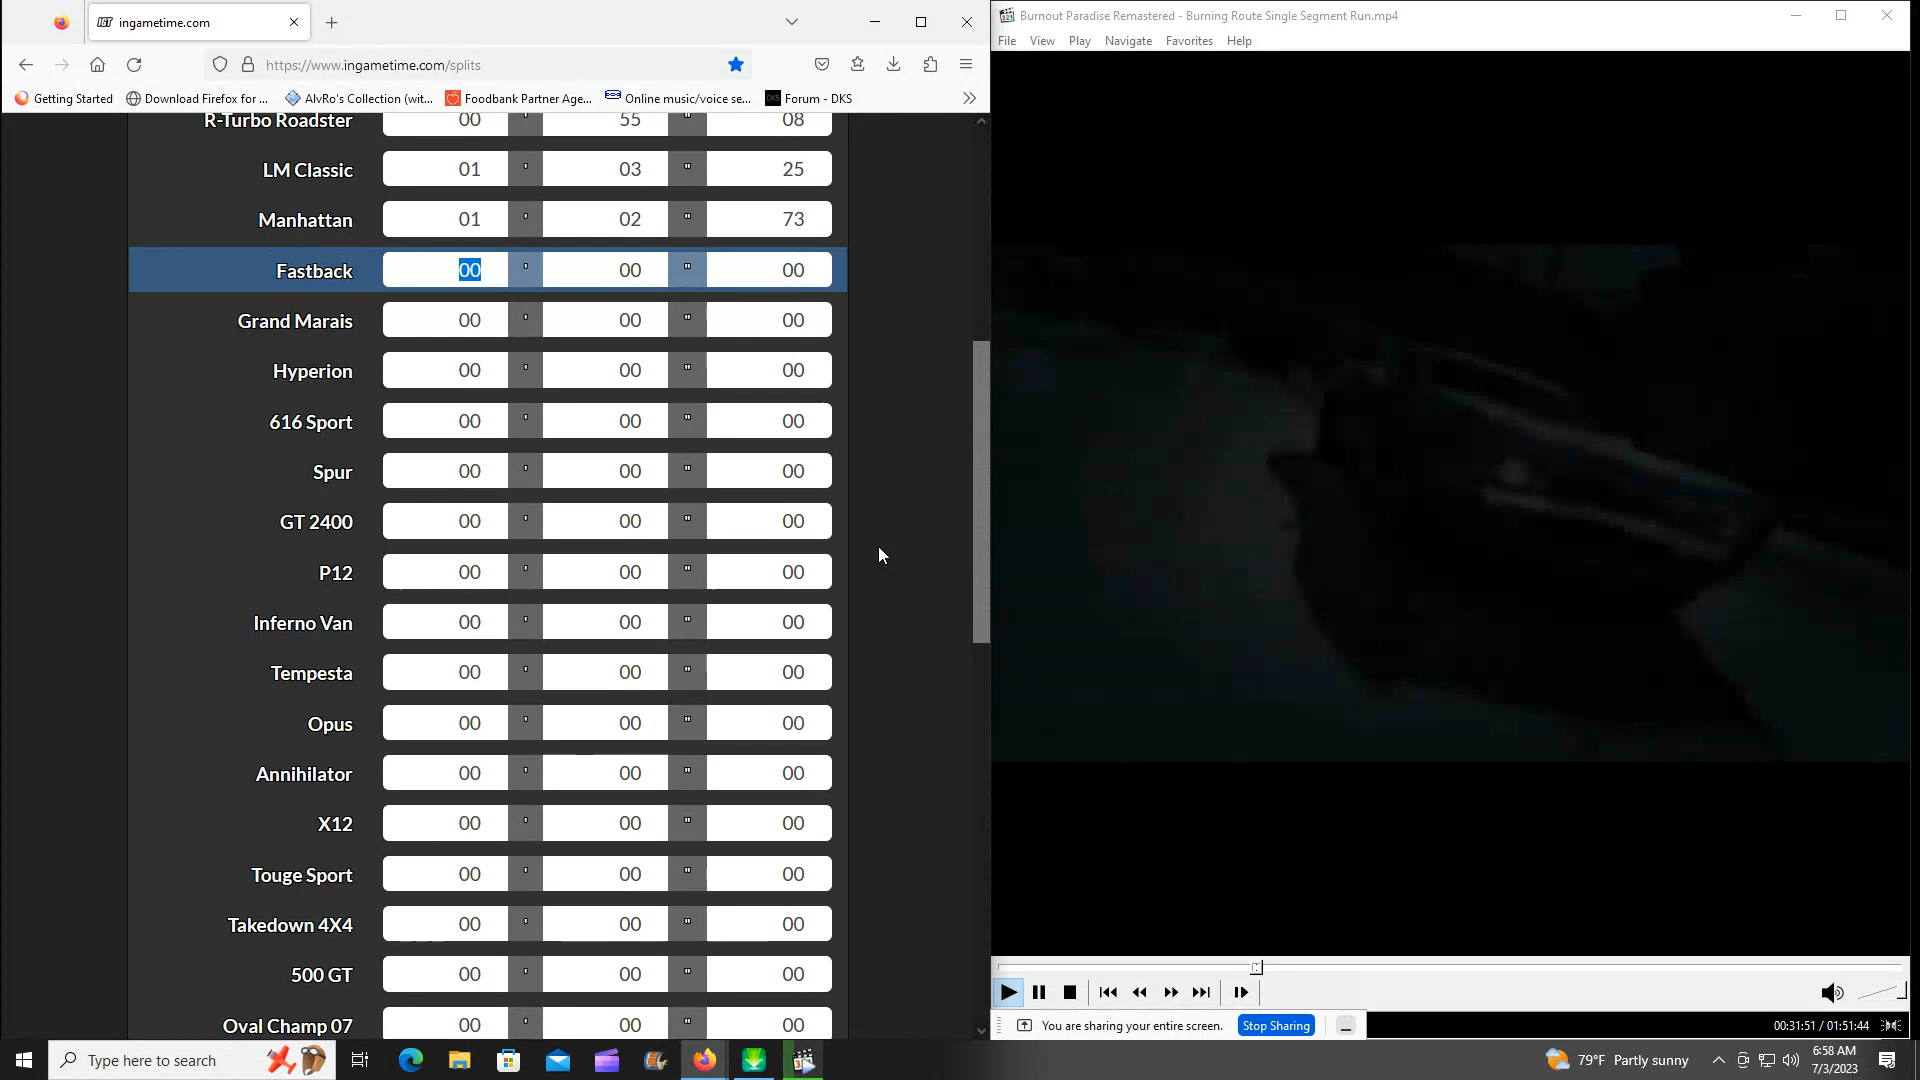 ingametime.com
https://www.ingametime.com/splits
Getting Started
Download Firefox for ...
AlvRo's Collection (wit...
Foodbank Partner Age...
Online music/voice se...
DKS
Forum - DKS
R-Turbo Roadster 00 ' 55 " 08
LM Classic 01 ' 03 " 25
Manhattan 01 ' 02 " 73
Fastback 00 ' 00 " 00
Grand Marais 00 ' 00 " 00
Hyperion 00 ' 00 " 00
616 Sport 00 ' 00 " 00
Spur 00 ' 00 " 00
GT 2400 00 ' 00 " 00
P12 00 ' 00 " 00
Inferno Van 00 ' 00 " 00
Tempesta 00 ' 00 " 00
Opus 00 ' 00 " 00
Annihilator 00 ' 00 " 00
X12 00 ' 00 " 00
Touge Sport 00 ' 00 " 00
Takedown 4X4 00 ' 00 " 00
500 GT 00 ' 00 " 00
Oval Champ 07 00 ' 00 " 00
Burnout Paradise Remastered - Burning Route Single Segment Run.mp4
File View Play Navigate Favorites Help
You are sharing your entire screen. Stop Sharing
00:31:51 / 01:51:44
Type here to search
79°F Partly sunny
6:58 AM
7/3/2023